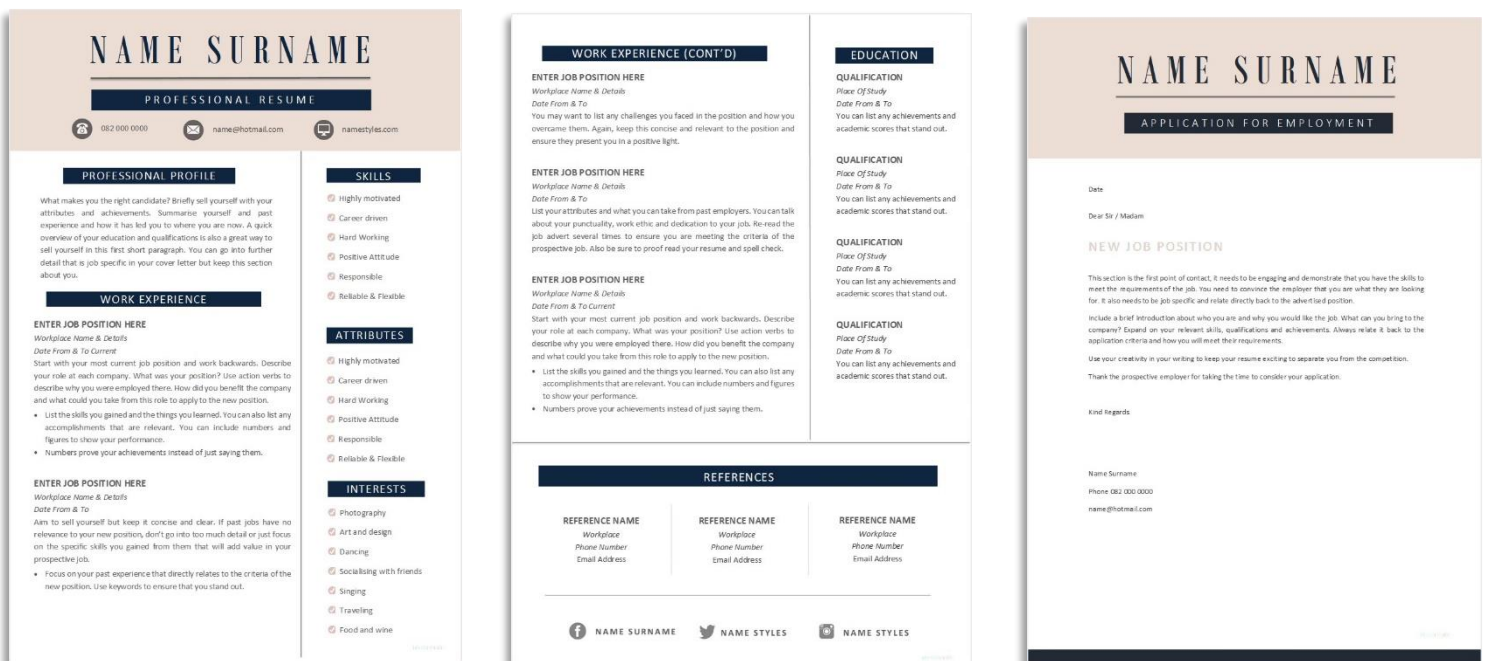 NAME SURNAME
PROFESSIONAL RESUME
082 000 0000
name@hotmail.com
namestyles.com
PROFESSIONAL PROFILE
What makes you the right candidate? Briefly sell yourself with your
attributes and achievements. Summarise yourself and past
experience and how it has led you to where you are now. A quick
overview of your education and qualifications is also a great way to
sell yourself in this first short paragraph. You can go into further
detail that is job specific in your cover letter but keep this section
about you.
WORK EXPERIENCE
ENTER JOB POSITION HERE
Workplace Name & Details
Date From & To Current
Start with your most current job position and work backwards. Describe
your role at each company. What was your position? Use action verbs to
describe why you were employed there. How did you benefit the company
and what could you take from this role to apply to the new position.
• List the skills you gained and the things you learned. You can also list any
accomplishments that are relevant. You can include numbers and
figures to show your performance.
• Numbers prove your achievements instead of just saying them.
ENTER JOB POSITION HERE
Workplace Name & Details
Date From & To
Aim to sell yourself but keep it concise and clear. If past jobs have no
relevance to your new position, don't go into too much detail or just focus
on the specific skills you gained from them that will add value in your
prospective job.
• Focus on your past experience that directly relates to the criteria of the
new position. Use keywords to ensure that you stand out.
SKILLS
Highly motivated
Career driven
Hard Working
Positive Attitude
Responsible
Reliable & Flexible
ATTRIBUTES
Highly motivated
Career driven
Hard Working
Positive Attitude
Responsible
Reliable & Flexible
INTERESTS
Photography
Art and design
Dancing
Socialising with friends
Singing
Traveling
Food and wine
WORK EXPERIENCE (CONT'D)
ENTER JOB POSITION HERE
Workplace Name & Details
Date From & To
You may want to list any challenges you faced in the position and how you
overcame them. Again, keep this concise and relevant to the position and
ensure they present you in a positive light.
ENTER JOB POSITION HERE
Workplace Name & Details
Date From & To
List your attributes and what you can take from past employers. You can talk
about your punctuality, work ethic and dedication to your job. Re-read the
job advert several times to ensure you are meeting the criteria of the
prospective job. Also be sure to proof read your resume and spell check.
ENTER JOB POSITION HERE
Workplace Name & Details
Date From & To Current
Start with your most current job position and work backwards. Describe
your role at each company. What was your position? Use action verbs to
describe why you were employed there. How did you benefit the company
and what could you take from this role to apply to the new position.
• List the skills you gained and the things you learned. You can also list any
accomplishments that are relevant. You can include numbers and figures
to show your performance.
• Numbers prove your achievements instead of just saying them.
EDUCATION
QUALIFICATION
Place Of Study
Date From & To
You can list any achievements and
academic scores that stand out.
QUALIFICATION
Place Of Study
Date From & To
You can list any achievements and
academic scores that stand out.
QUALIFICATION
Place Of Study
Date From & To
You can list any achievements and
academic scores that stand out.
QUALIFICATION
Place Of Study
Date From & To
You can list any achievements and
academic scores that stand out.
REFERENCES
REFERENCE NAME
Workplace
Phone Number
Email Address
REFERENCE NAME
Workplace
Phone Number
Email Address
REFERENCE NAME
Workplace
Phone Number
Email Address
NAME SURNAME
NAME STYLES
NAME STYLES
NAME SURNAME
APPLICATION FOR EMPLOYMENT
Date
Dear Sir / Madam
NEW JOB POSITION
This section is the first point of contact, it needs to be engaging and demonstrate that you have the skills to
meet the requirements of the job. You need to convince the employer that you are what they are looking
for. It also needs to be job specific and relate directly back to the advertised position.
Include a brief introduction about who you are and why you would like the job. What can you bring to the
company? Expand on your relevant skills, qualifications and achievements. Always relate it back to the
application criteria and how you will meet their requirements.
Use your creativity in your writing to keep your resume exciting to separate you from the competition.
Thank the prospective employer for taking the time to consider your application.
Kind Regards
Name Surname
Phone 082 000 0000
name@hotmail.com